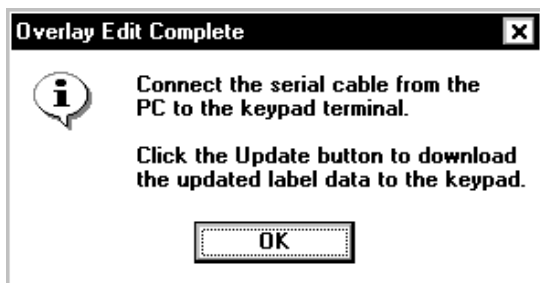 Overlay Edit Complete
Connect the serial cable from the
PC to the keypad terminal.
Click the Update button to download
the updated label data to the keypad.
OK